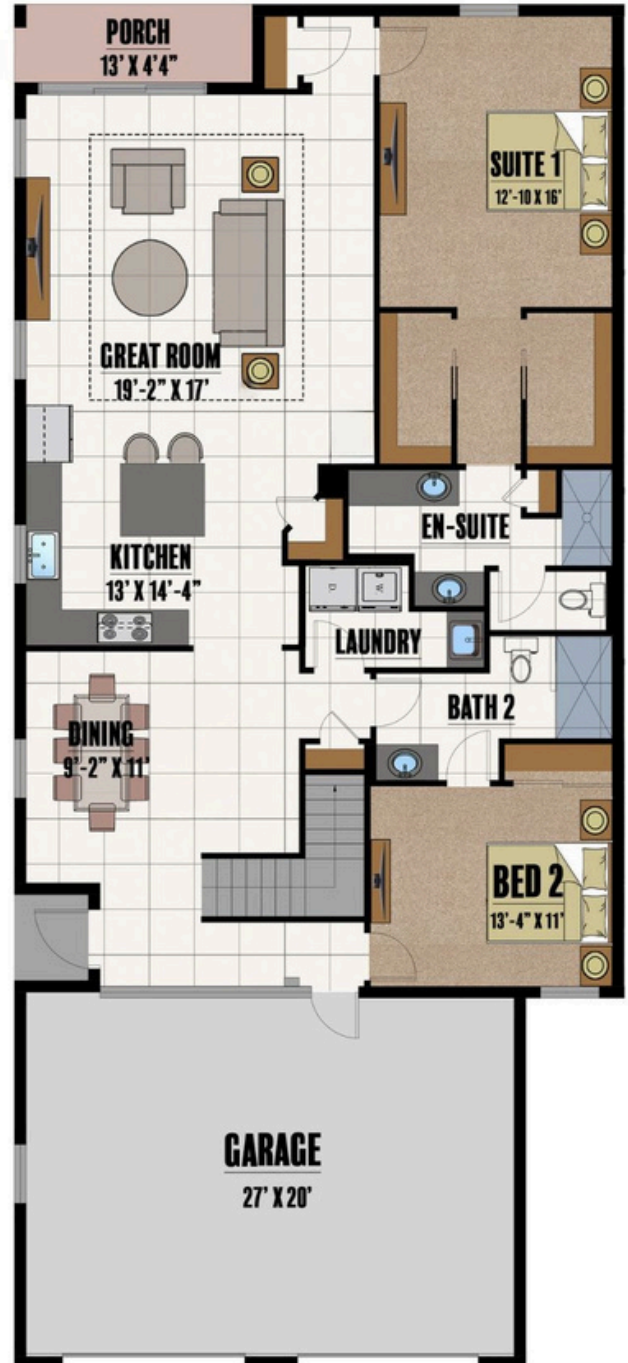 PORCH
13' X 4'4"
SUITE 1
12'-10 X 16'
GREAT ROOM
19'-2" X 17'
EN-SUITE
KITCHEN
13' X 14'-4"
D
W
LAUNDRY
BATH 2
DINING
9'-2" X 11'
BED 2
13'-4" X 11'
GARAGE
27' X 20'